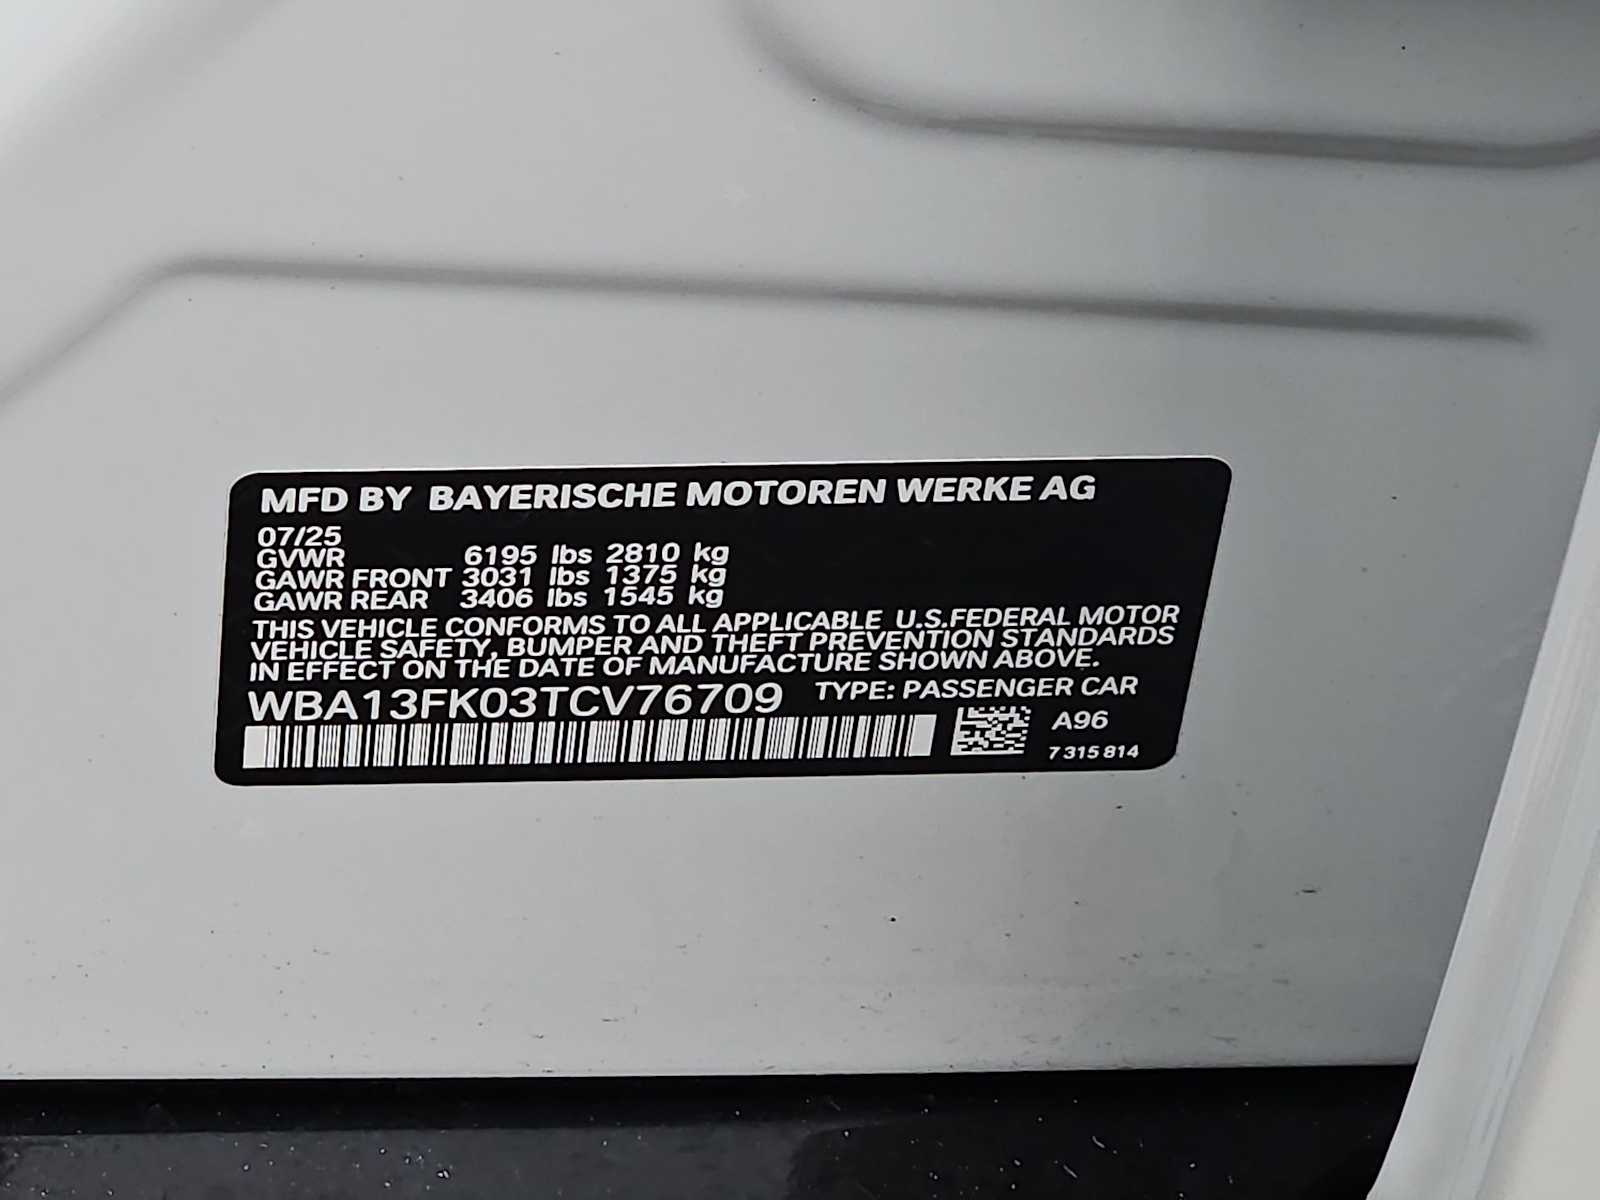 MFD BY BAYERISCHE MOTOREN WERKE AG
07/25
GVWR 6195 lbs 2810 kg
GAWR FRONT 3031 lbs 1375 kg
GAWR REAR 3406 lbs 1545 kg
THIS VEHICLE CONFORMS TO ALL APPLICABLE U.S.FEDERAL MOTOR
VEHICLE SAFETY, BUMPER AND THEFT PREVENTION STANDARDS
IN EFFECT ON THE DATE OF MANUFACTURE SHOWN ABOVE.
WBA13FK03TCV76709 TYPE: PASSENGER CAR
A96
7 315 814